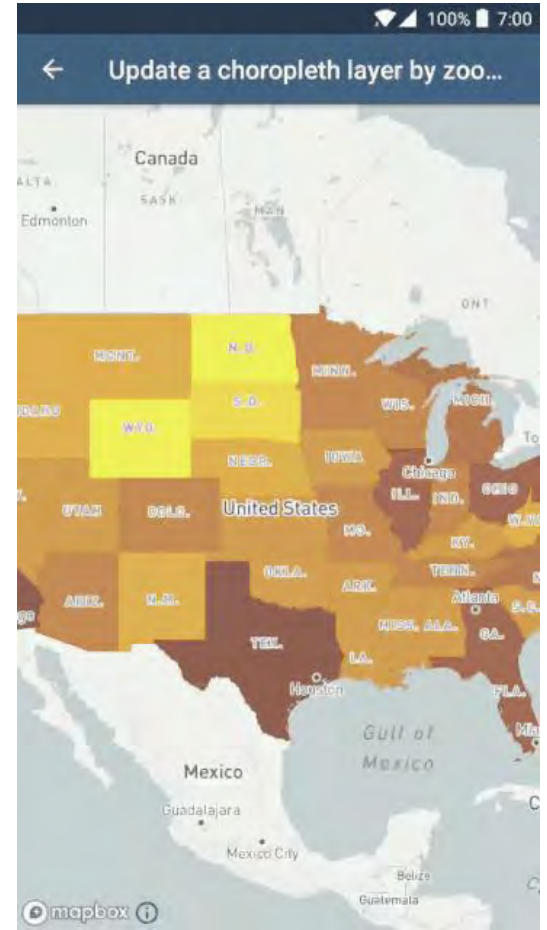 100% 7:00
← Update a choropleth layer by zoo...
Canada
ALTA.
SASK.
MAN.
Edmonton
ONT.
MONT.
N.D.
MINN.
IDAHO
WYO.
S.D.
WIS.
MICH.
To
NEBR.
IOWA
Chicago
UTAH
COLO.
United States
ILL.
IND.
OHIO
MO.
KY.
W.V
OKLA.
ARK.
TENN.
ARIZ.
N.M.
Atlanta
S.C.
MISS.
ALA.
GA.
TEX.
LA.
Houston
FLA.
Gulf of
Mexico
Mia
Mexico
Guadalajara
Mexico City
C
Belize
Guatemala
mapbox